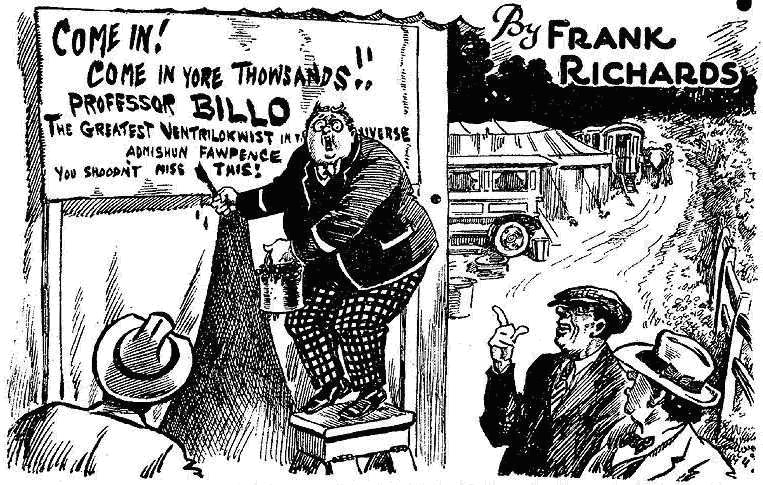 COME IN!
COME IN YORE THOWSANDS!!
PROFESSOR BILLO
THE GREATEST VENTRILOKWIST IN
ADMISHUN FAWPENCE
YOU SHOODN'T MISS THIS!
By FRANK
RICHARDS